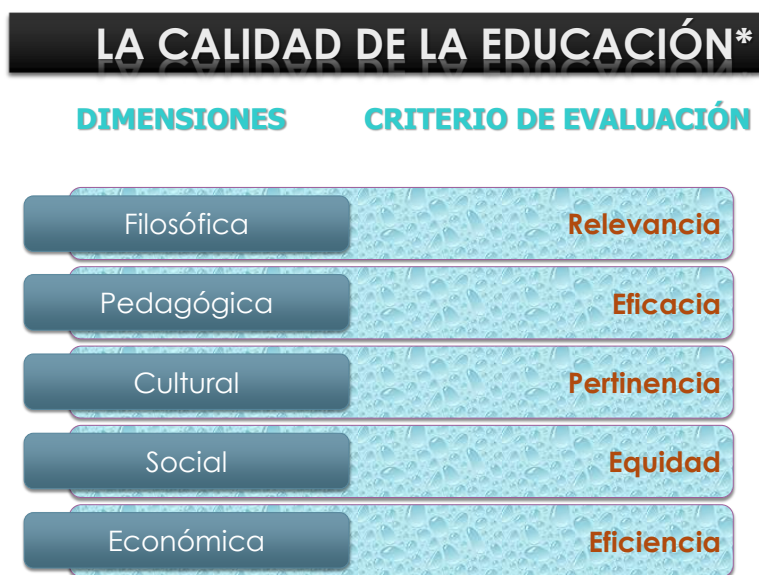 LA CALIDAD DE LA EDUCACIÓN*
DIMENSIONES CRITERIO DE EVALUACIÓN
Filosófica Relevancia
Pedagógica Eficacia
Cultural Pertinencia
Social Equidad
Económica Eficiencia